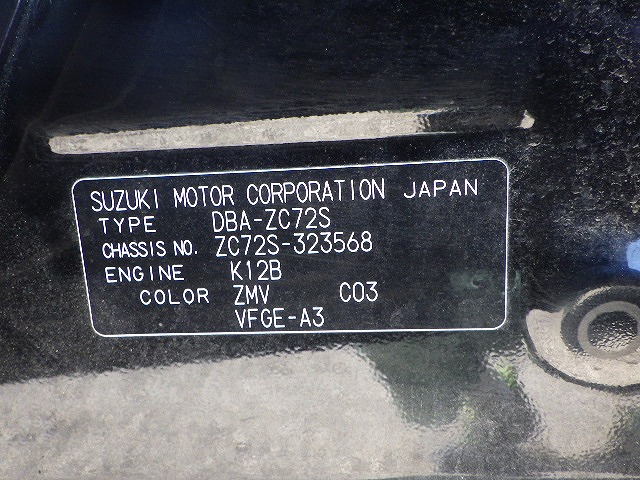 SUZUKI MOTOR CORPORATION JAPAN
TYPE DBA-ZC72S
CHASSIS NO. ZC72S-323568
ENGINE K12B
COLOR ZMV C03
VFGE-A3